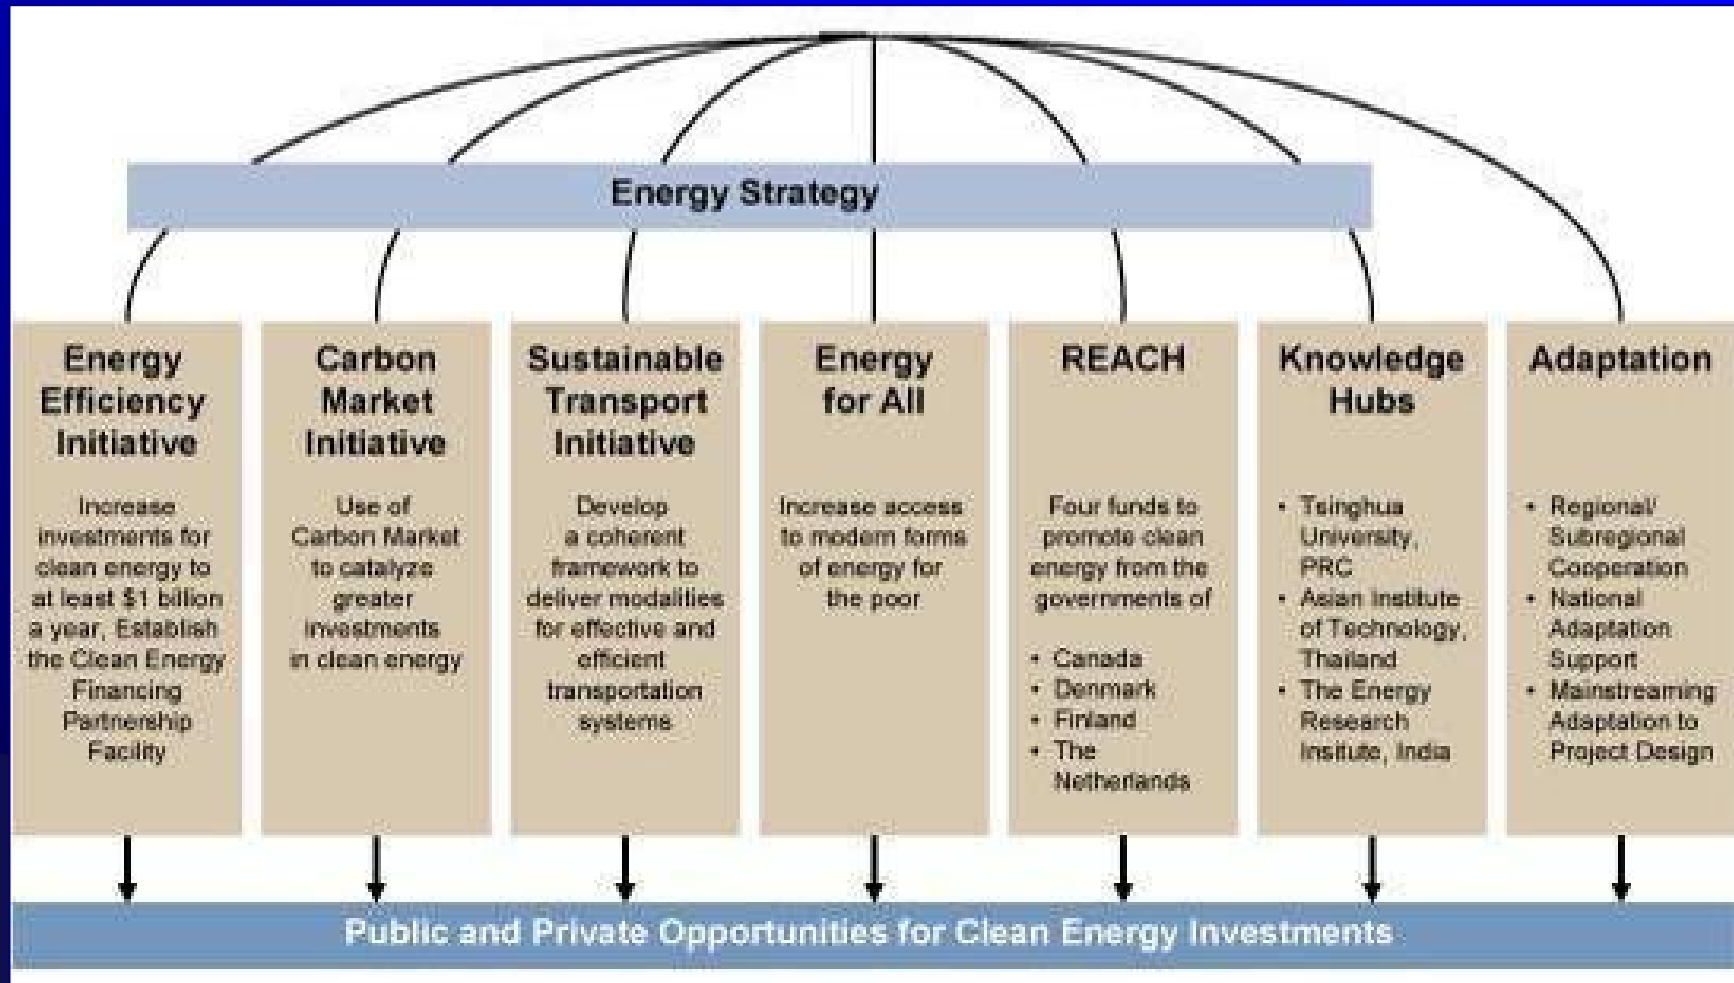 Energy Strategy
Energy
Efficiency
Initiative
Increase
investments for
clean energy to
at least $1 billion
a year, Establish
the Clean Energy
Financing
Partnership
Facility
Carbon
Market
Initiative
Use of
Carbon Market
to catalyze
greater
investments
in clean energy
Sustainable
Transport
Initiative
Develop
a coherent
framework to
deliver modalities
for effective and
efficient
transportation
systems
Energy
for All
Increase access
to modern forms
of energy for
the poor
REACH
Four funds to
promote clean
energy from the
governments of
• Canada
• Denmark
• Finland
• The
Netherlands
Knowledge
Hubs
• Tsinghua
University,
PRC
• Asian Institute
of Technology,
Thailand
• The Energy
Research
Insitute, India
Adaptation
• Regional/
Subregional
Cooperation
• National
Adaptation
Support
• Mainstreaming
Adaptation to
Project Design
Public and Private Opportunities for Clean Energy Investments